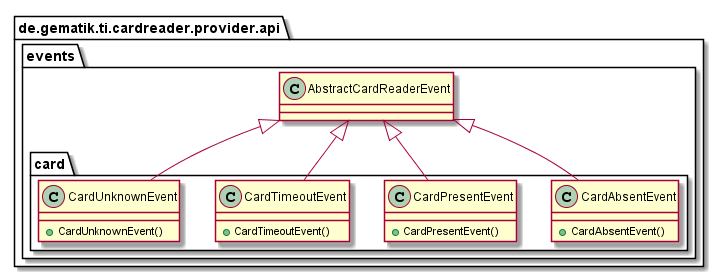 de.gematik.ti.cardreader.provider.api
events
C AbstractCardReaderEvent
card
C CardUnknownEvent
CardUnknownEvent()
C CardTimeoutEvent
CardTimeoutEvent()
C CardPresentEvent
CardPresentEvent()
C CardAbsentEvent
CardAbsentEvent()